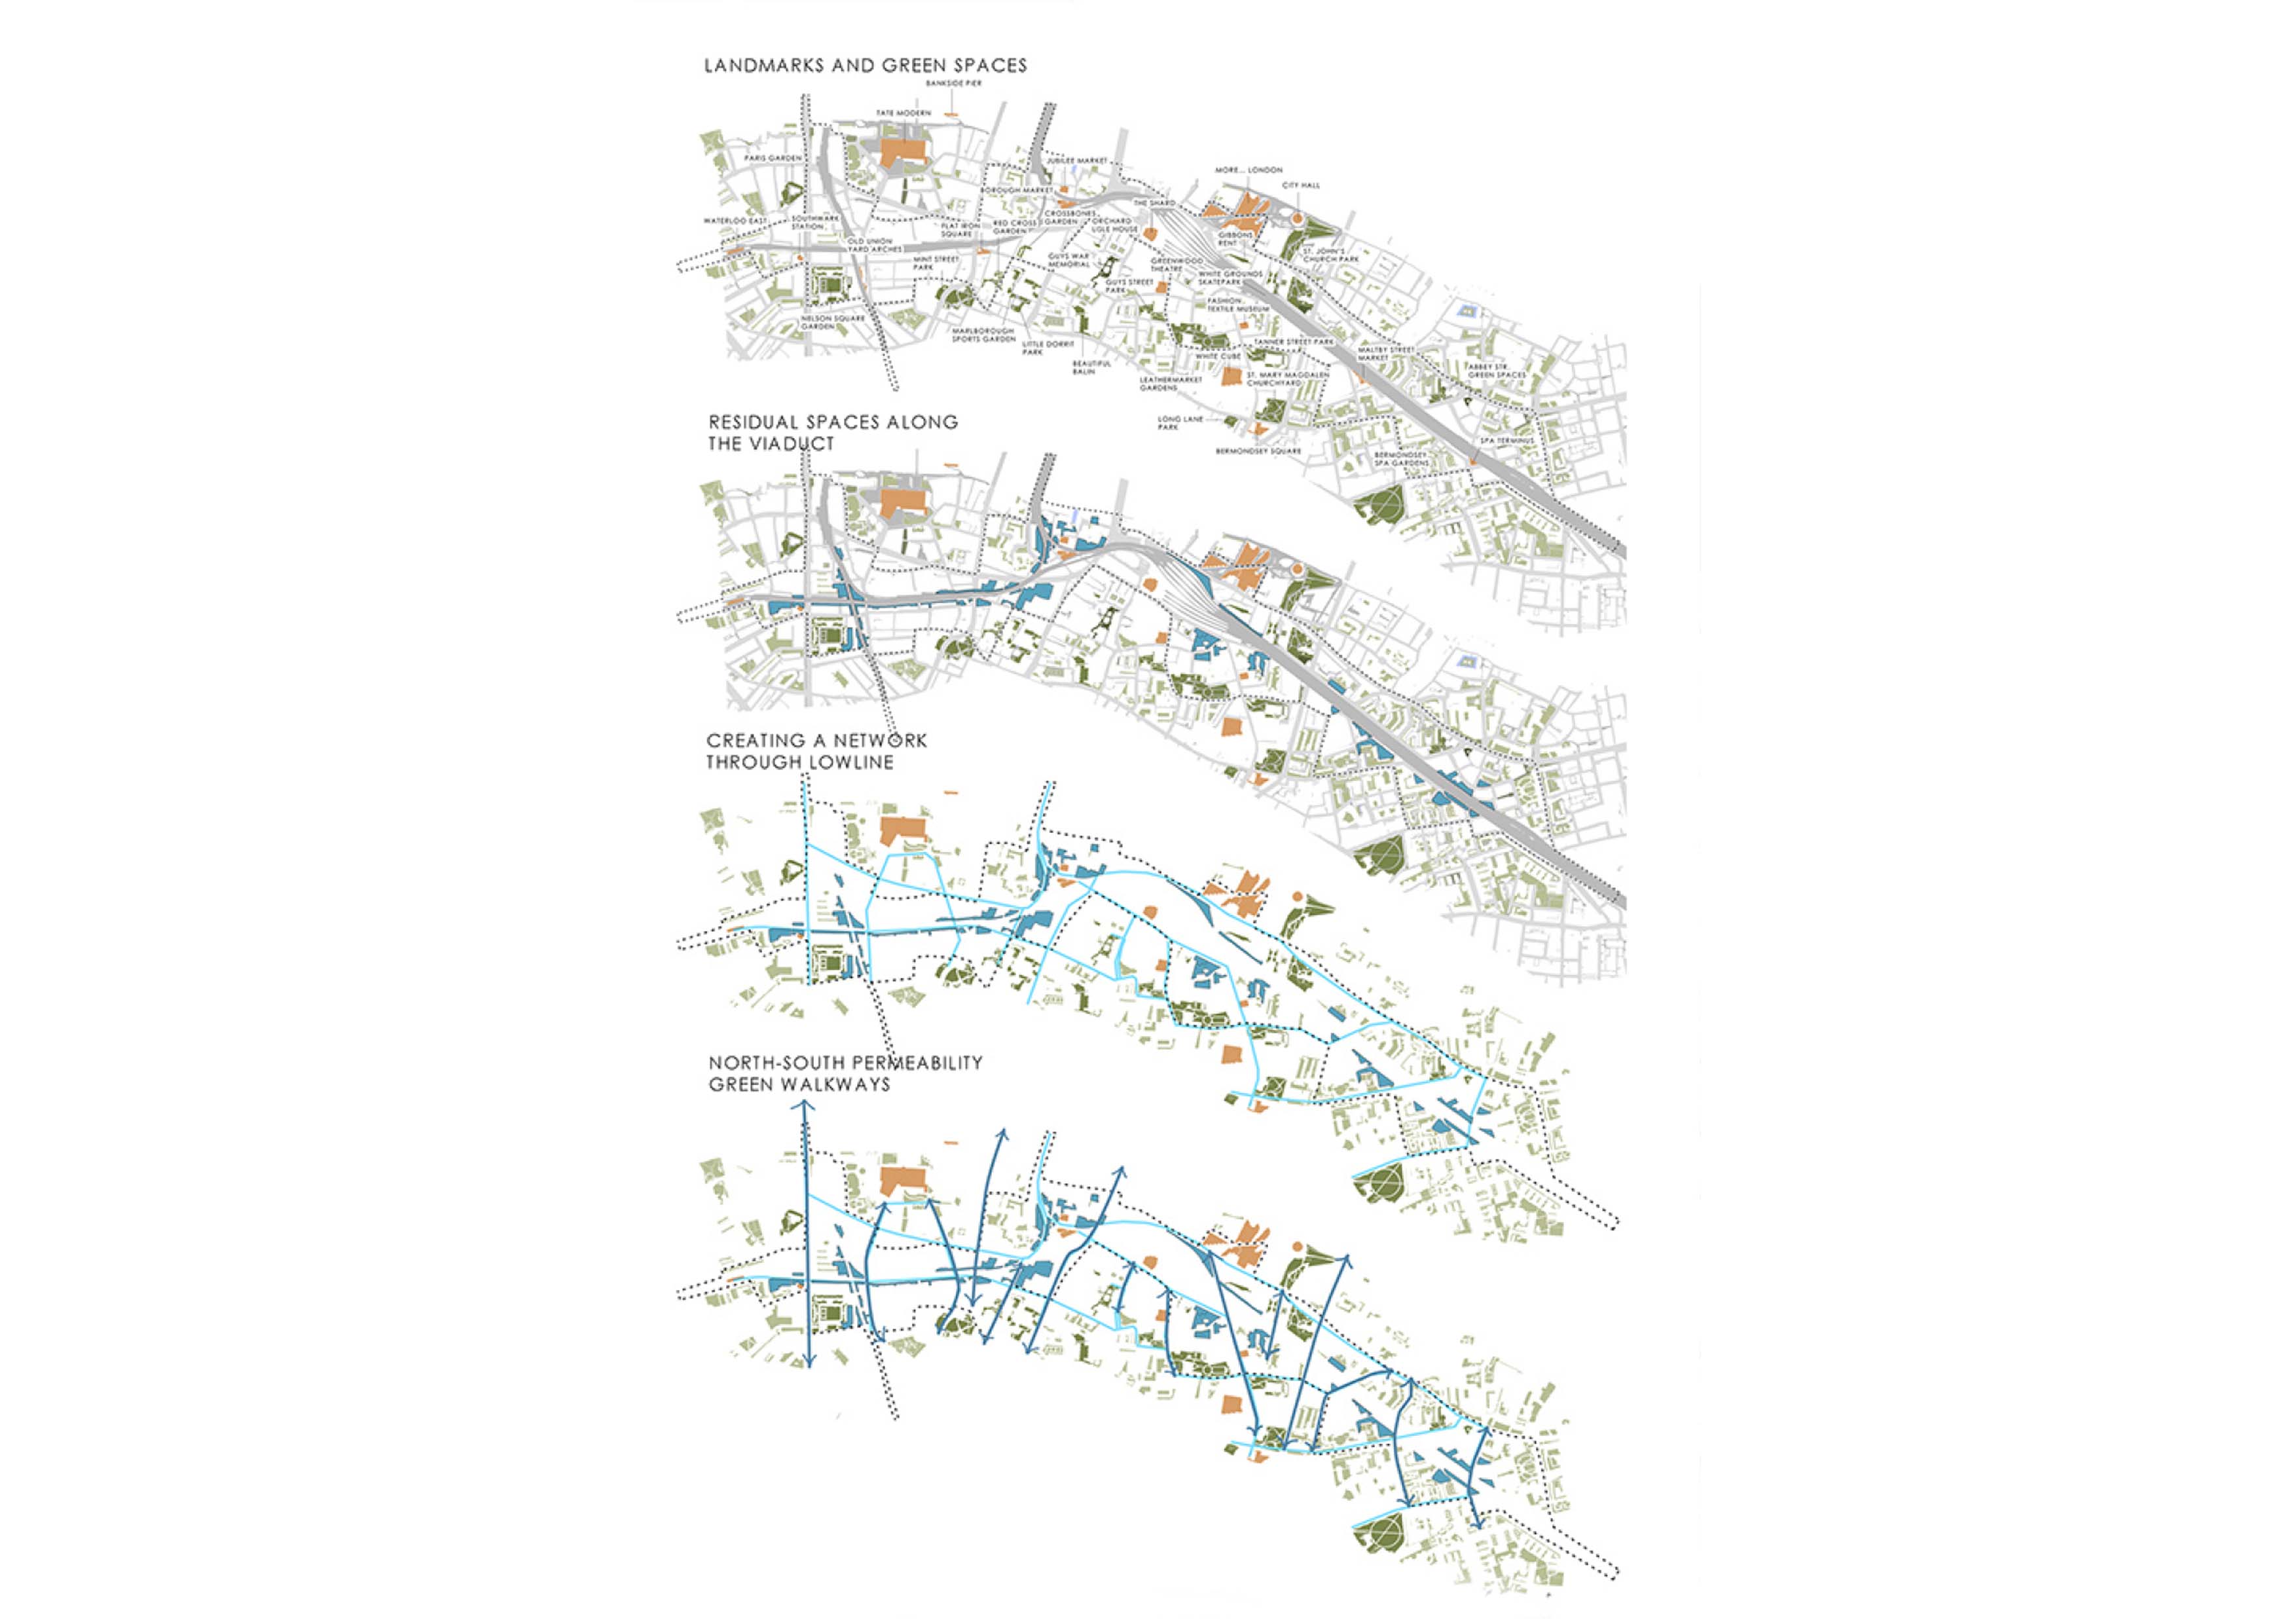 LANDMARKS AND GREEN SPACES
BANKSIDE PIER
TATE MODERN
PARIS GARDEN
JUBILEE MARKET
MORE... LONDON
CITY HALL
BOROUGH MARKET
THE SHARD
WATERLOO EAST
SOUTHWARK
STATION
FLAT IRON
SQUARE
RED CROSS
GARDEN
CROSSBONES
GARDEN
ORCHARD
LISLE HOUSE
OLD UNION
YARD ARCHES
GIBBONS
RENT
ST. JOHN'S
CHURCH PARK
MINT STREET
PARK
GUYS WAR
MEMORIAL
GREENWOOD
THEATRE
WHITE GROUNDS
SKATEPARK
GUYS STREET
PARK
FASHION
TEXTILE MUSEUM
NELSON SQUARE
GARDEN
MARLBOROUGH
SPORTS GARDEN
LITTLE DORRIT
PARK
TANNER STREET PARK
WHITE CUBE
MALTBY STREET
MARKET
BEAUTIFUL
BALIN
LEATHERMARKET
GARDENS
ST. MARY MAGDALEN
CHURCHYARD
ABBEY STR.
GREEN SPACES
LONG LANE
PARK
BERMONDSEY SQUARE
SPA TERMINUS
BERMONDSEY
SPA GARDENS
RESIDUAL SPACES ALONG
THE VIADUCT
CREATING A NETWORK
THROUGH LOWLINE
NORTH-SOUTH PERMEABILITY
GREEN WALKWAYS